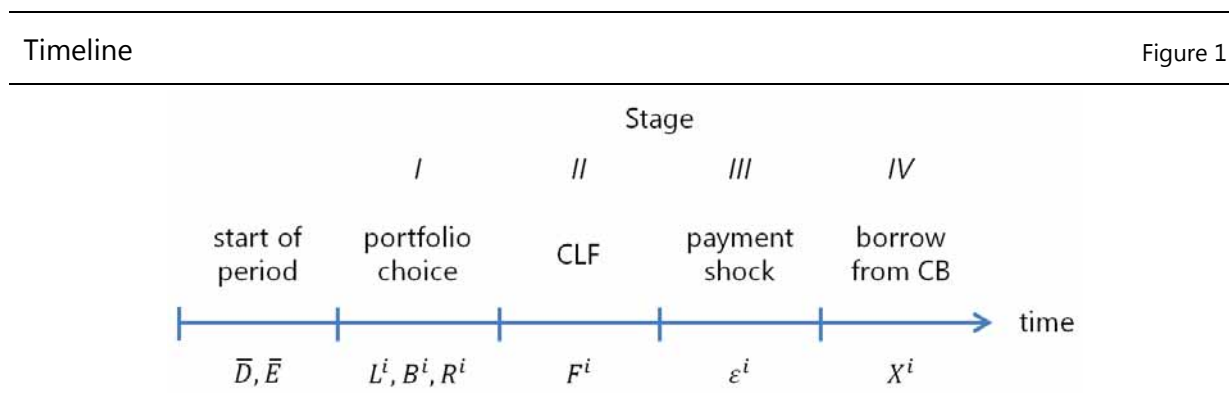 Timeline Figure 1
Stage
I II III IV
start of period portfolio choice CLF payment shock borrow from CB
time
D̅, E̅ Lⁱ, Bⁱ, Rⁱ Fⁱ εⁱ Xⁱ